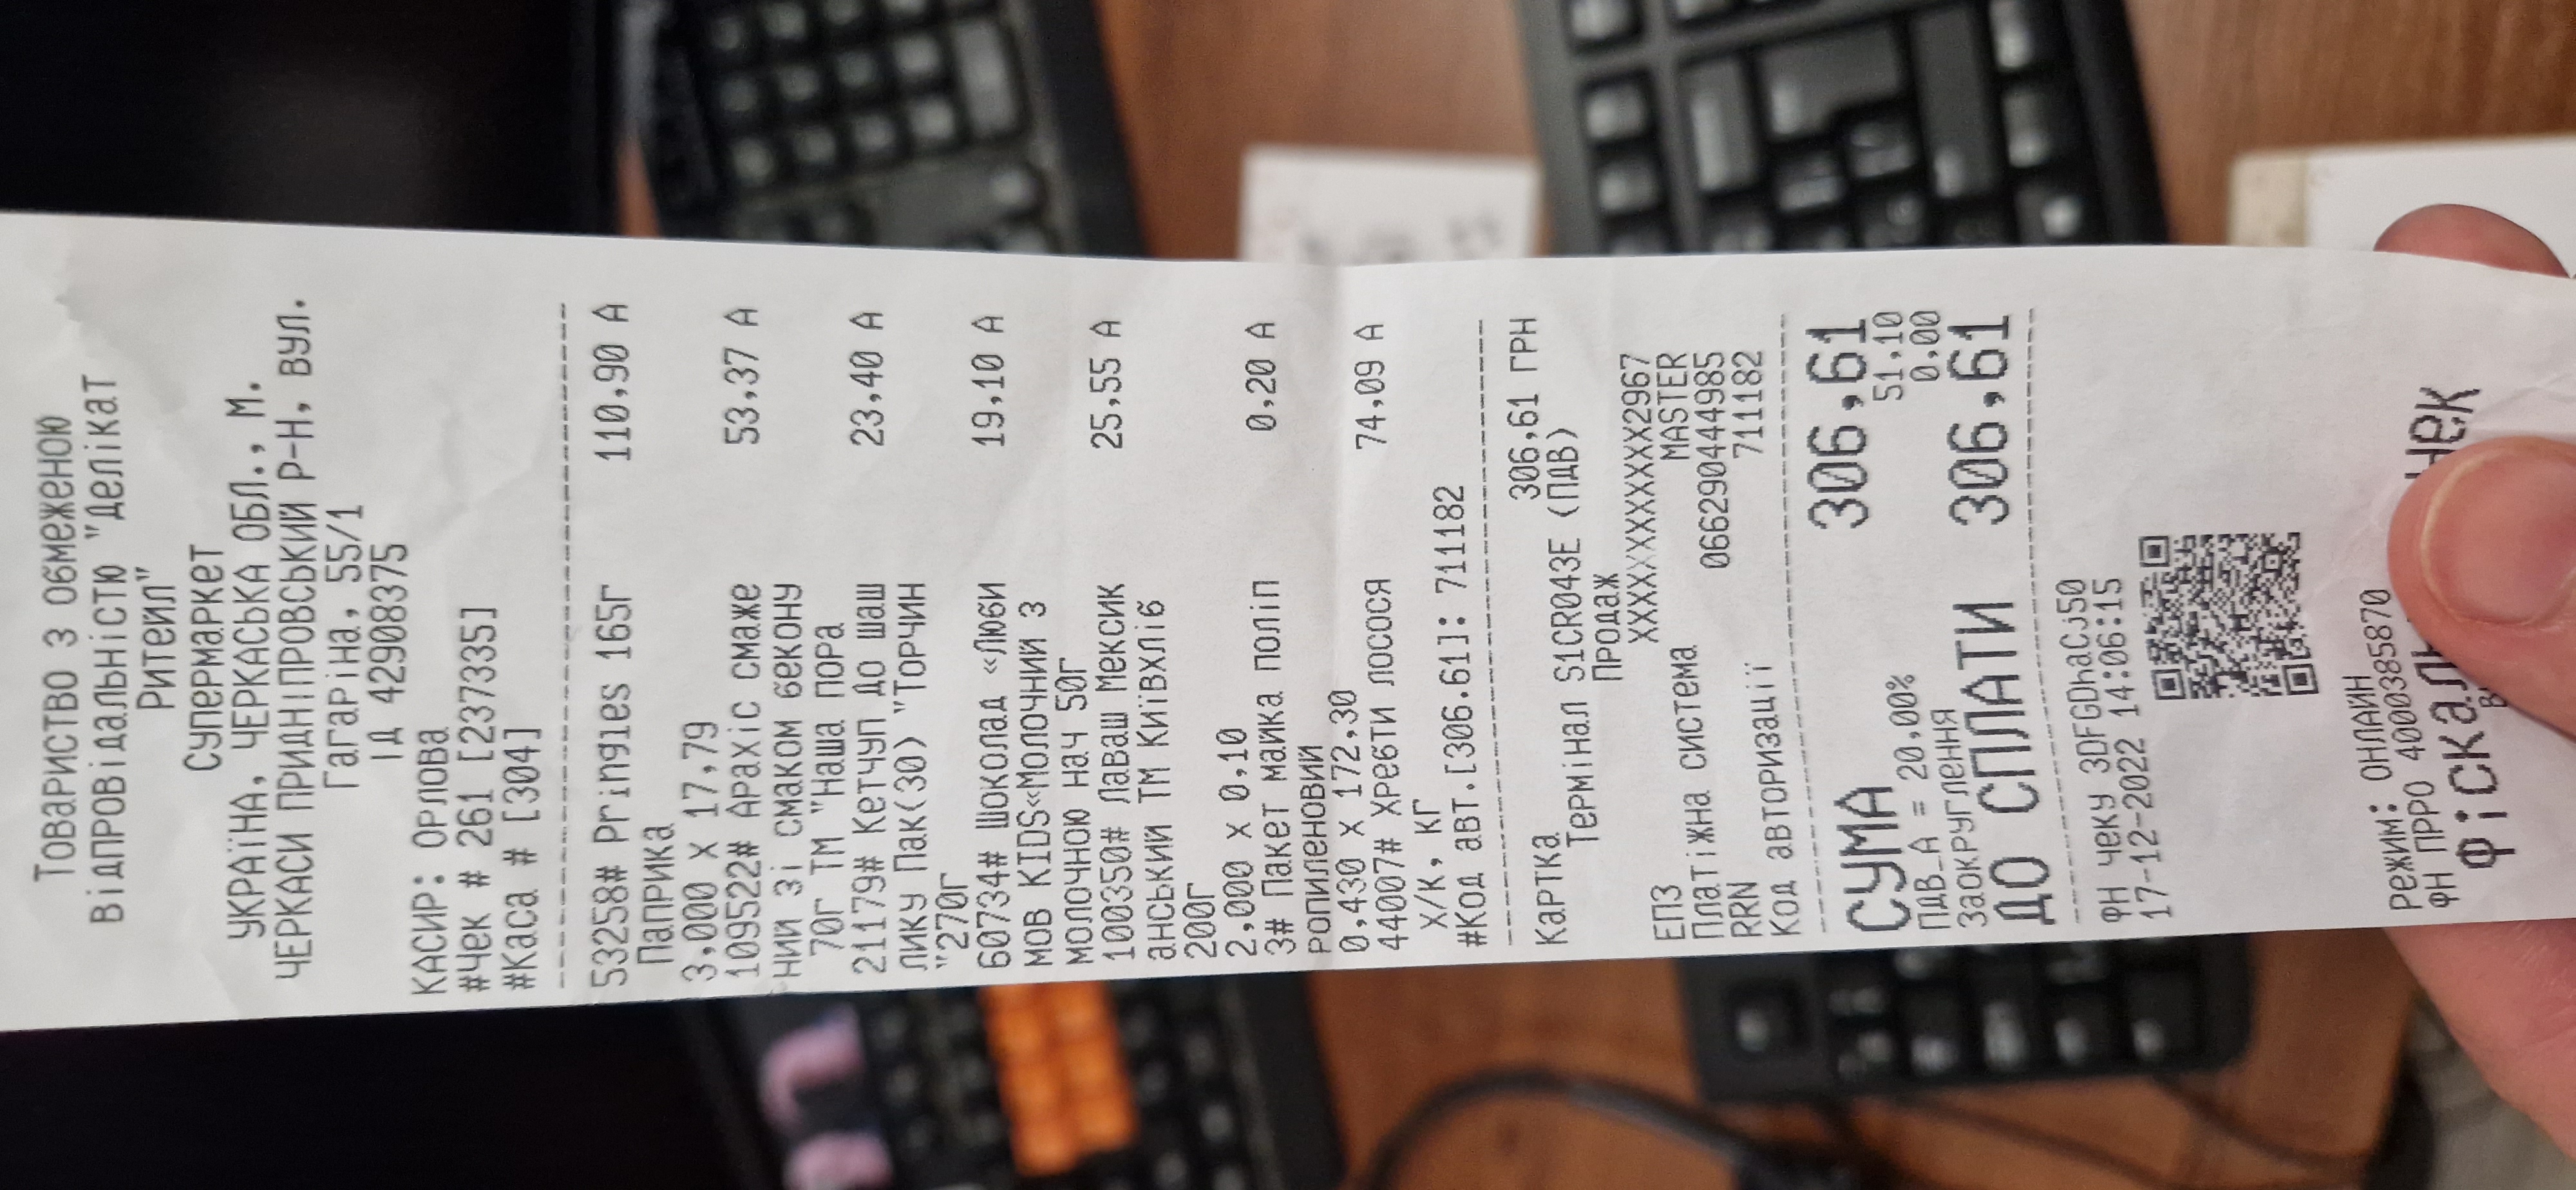 Товариство з обмеженою
відповідальністю "Делікат
Ритейл"
Супермаркет
УКРАЇНА, ЧЕРКАСЬКА ОБЛ., М.
ЧЕРКАСИ ПРИДНІПРОВСЬКИЙ Р-Н, ВУЛ.
Гагаріна, 55/1
ІД 42908375
КАСИР: Орлова
#Чек # 261 [237335]
#Каса # [304]
53258# Pringles 165г 110,90 А
Паприка
3,000 X 17,79
109522# Арахіс смаже 53,37 А
ний зі смаком бекону
70г ТМ "Наша пора
21179# Кетчуп до шаш 23,40 А
лику Пак(30) "Торчин
"270г
60734# Шоколад «Люби 19,10 А
мов KIDS«Молочний з
молочною нач 50г
100350# Лаваш Мексик 25,55 А
анський ТМ Київхліб
200г
2,000 X 0,10
3# Пакет майка поліп 0,20 А
ропиленовий
0,430 X 172,30
44007# Хребти лосося 74,09 А
Х/К, кг
#Код авт.[306.61]: 711182
Картка 306,61 ГРН
Термінал S1CR043E (ПДВ)
Продаж
ЕПЗ XXXXXXXXXXXX2967
Платіжна система MASTER
RRN 066290444985
Код авторизації 711182
СУМА 306,61
ПДВ_А = 20,00% 51,10
Заокруглення 0,00
ДО СПЛАТИ 306,61
ФН чеку 3DFGDhaCj50
17-12-2022 14:06:15
Режим: ОНЛАЙН
ФН ПРРО 4000385870
чек